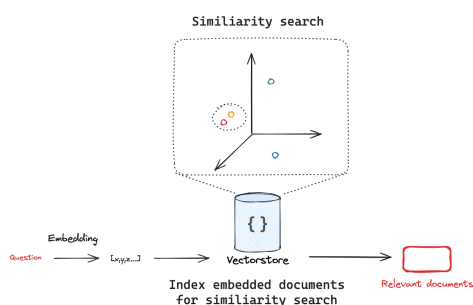 Similiarity search
{ }
Embedding
Question
[x,y,z...]
Vectorstore
Relevant documents
Index embedded documents
for similiarity search